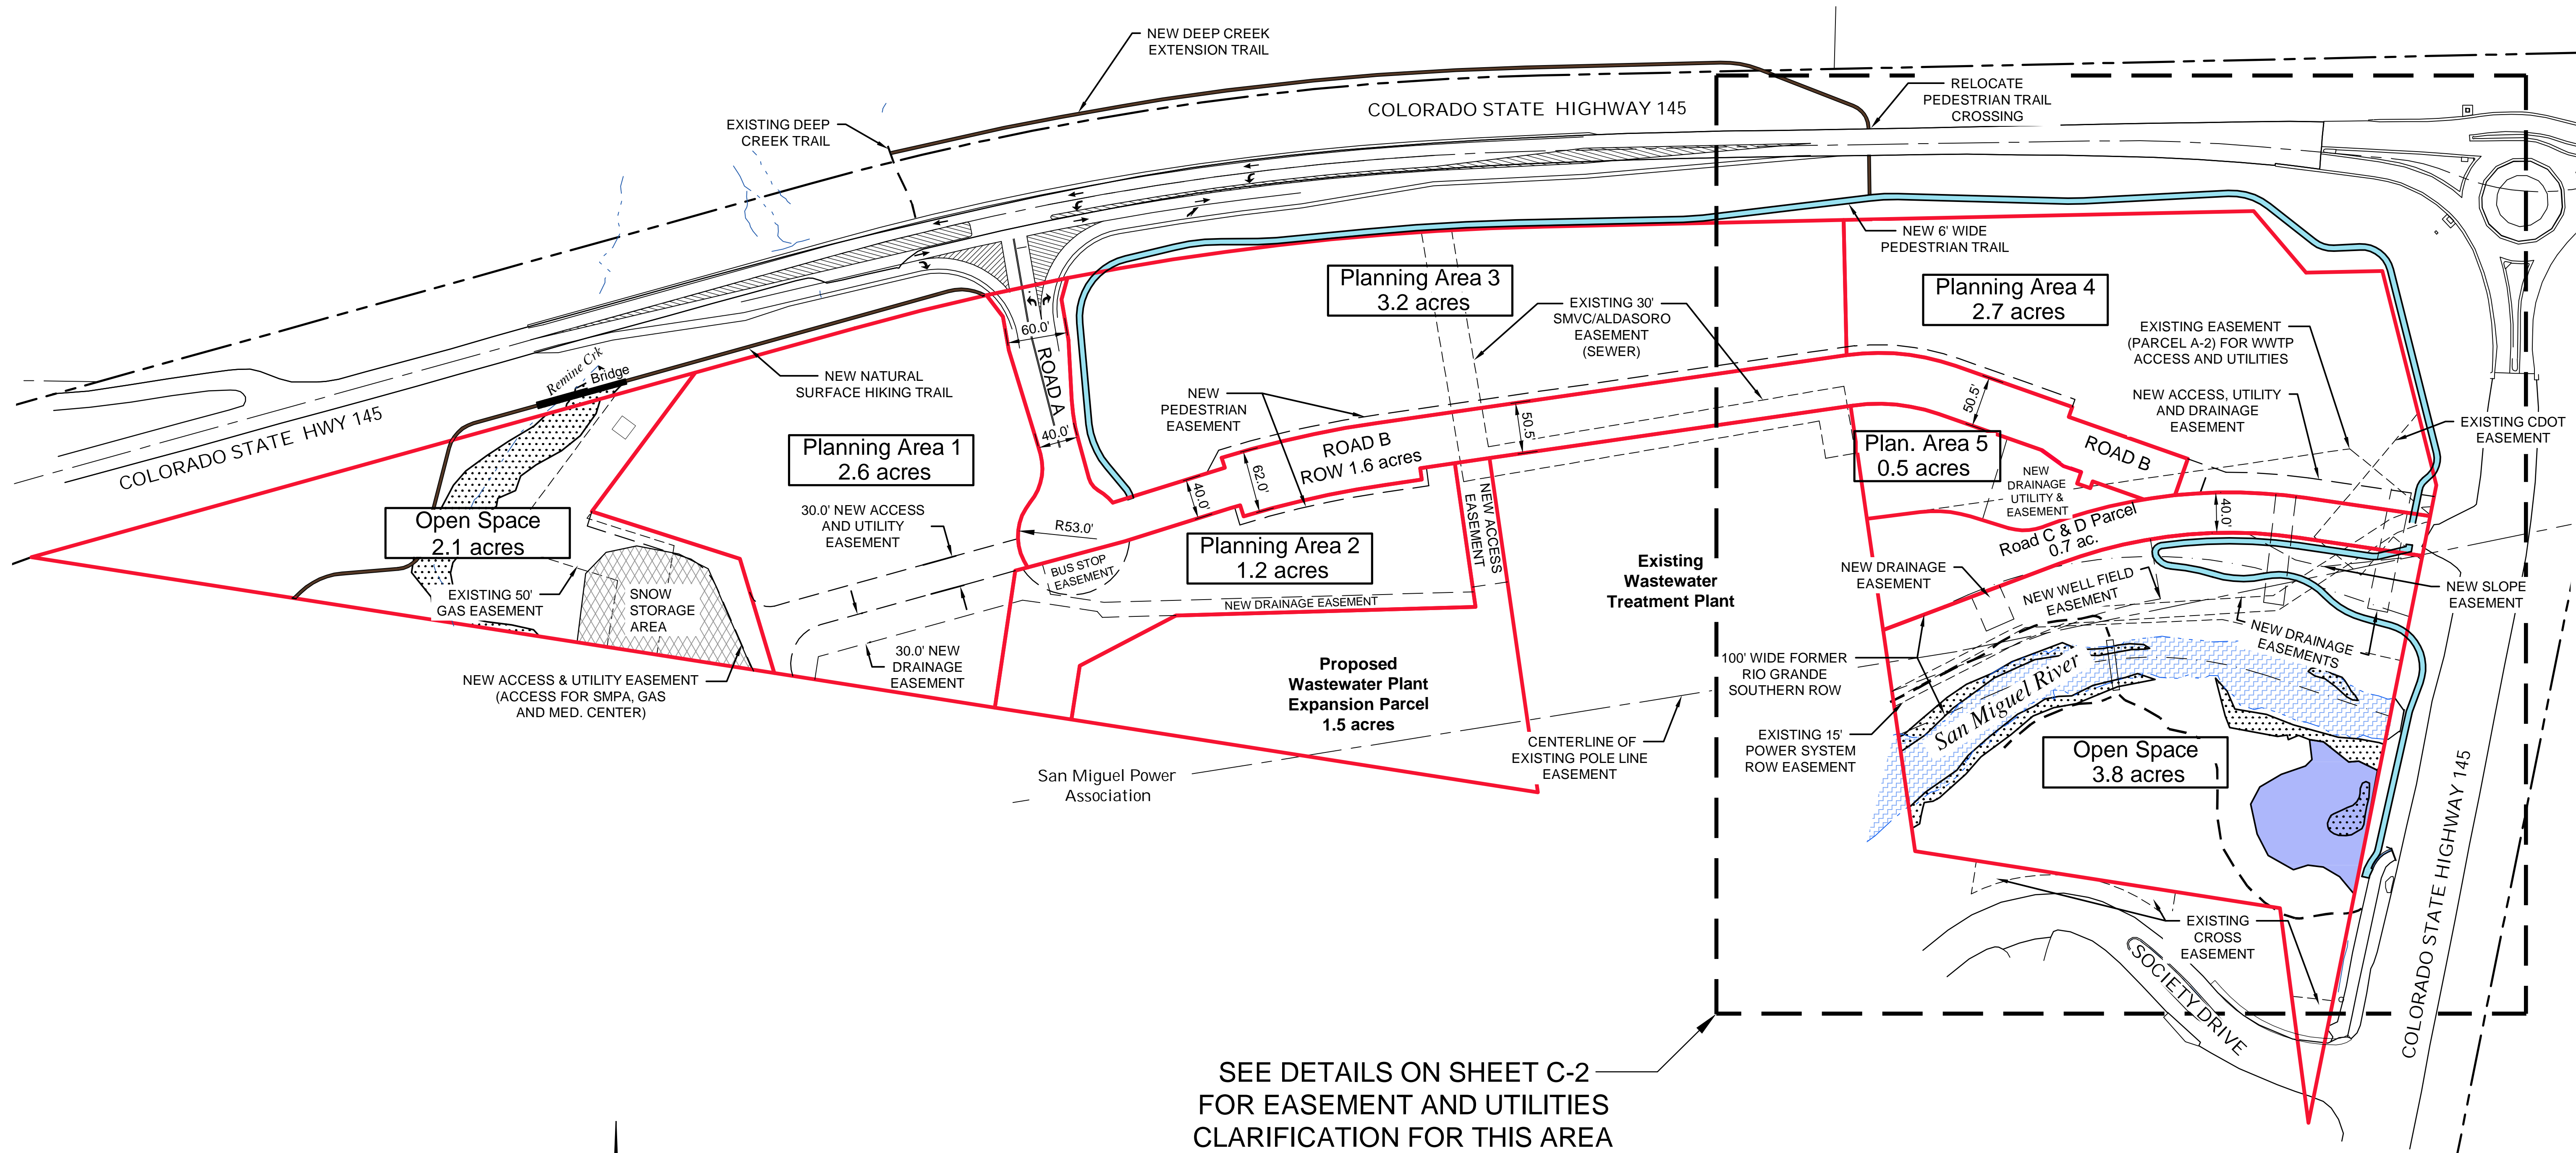 NEW DEEP CREEK
EXTENSION TRAIL
EXISTING DEEP
CREEK TRAIL
COLORADO STATE HIGHWAY 145
RELOCATE
PEDESTRIAN TRAIL
CROSSING
NEW 6' WIDE
PEDESTRIAN TRAIL
Planning Area 3
3.2 acres
Planning Area 4
2.7 acres
EXISTING 30'
SMVC/ALDASORO
EASEMENT
(SEWER)
EXISTING EASEMENT
(PARCEL A-2) FOR WWTP
ACCESS AND UTILITIES
NEW ACCESS, UTILITY
AND DRAINAGE
EASEMENT
EXISTING CDOT
EASEMENT
60.0'
ROAD A
40.0'
Remine Crk
Bridge
NEW NATURAL
SURFACE HIKING TRAIL
COLORADO STATE HWY 145
NEW
PEDESTRIAN
EASEMENT
Planning Area 1
2.6 acres
ROAD B
ROW 1.6 acres
62.0'
40.0'
50.5'
50.5'
Plan. Area 5
0.5 acres
ROAD B
NEW
DRAINAGE
UTILITY &
EASEMENT
Road C & D Parcel
0.7 ac.
40.0'
Open Space
2.1 acres
30.0' NEW ACCESS
AND UTILITY
EASEMENT
R53.0'
BUS STOP
EASEMENT
Planning Area 2
1.2 acres
NEW ACCESS
EASEMENT
NEW DRAINAGE EASEMENT
Existing
Wastewater
Treatment Plant
NEW DRAINAGE
EASEMENT
NEW WELL FIELD
EASEMENT
NEW SLOPE
EASEMENT
NEW DRAINAGE
EASEMENTS
EXISTING 50'
GAS EASEMENT
SNOW
STORAGE
AREA
NEW ACCESS & UTILITY EASEMENT
(ACCESS FOR SMPA, GAS
AND MED. CENTER)
30.0' NEW
DRAINAGE
EASEMENT
Proposed
Wastewater Plant
Expansion Parcel
1.5 acres
100' WIDE FORMER
RIO GRANDE
SOUTHERN ROW
San Miguel River
EXISTING 15'
POWER SYSTEM
ROW EASEMENT
CENTERLINE OF
EXISTING POLE LINE
EASEMENT
San Miguel Power
Association
Open Space
3.8 acres
COLORADO STATE HIGHWAY 145
EXISTING
CROSS
EASEMENT
SOCIETY DRIVE
SEE DETAILS ON SHEET C-2
FOR EASEMENT AND UTILITIES
CLARIFICATION FOR THIS AREA